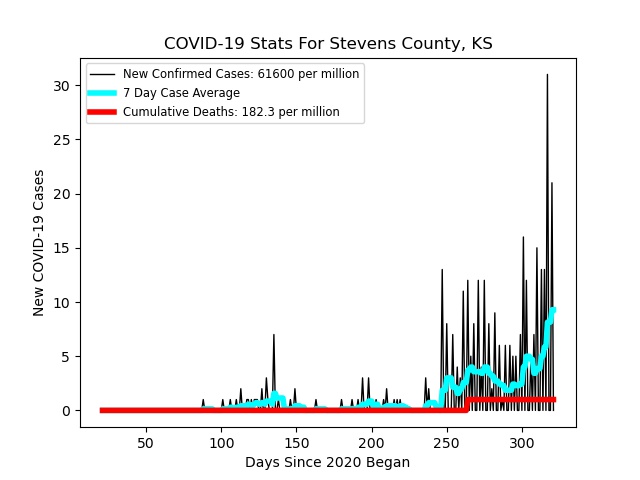 COVID-19 Stats For Stevens County, KS
New Confirmed Cases: 61600 per million
7 Day Case Average
Cumulative Deaths: 182.3 per million
New COVID-19 Cases
30
25
20
15
10
5
0
50 100 150 200 250 300
Days Since 2020 Began